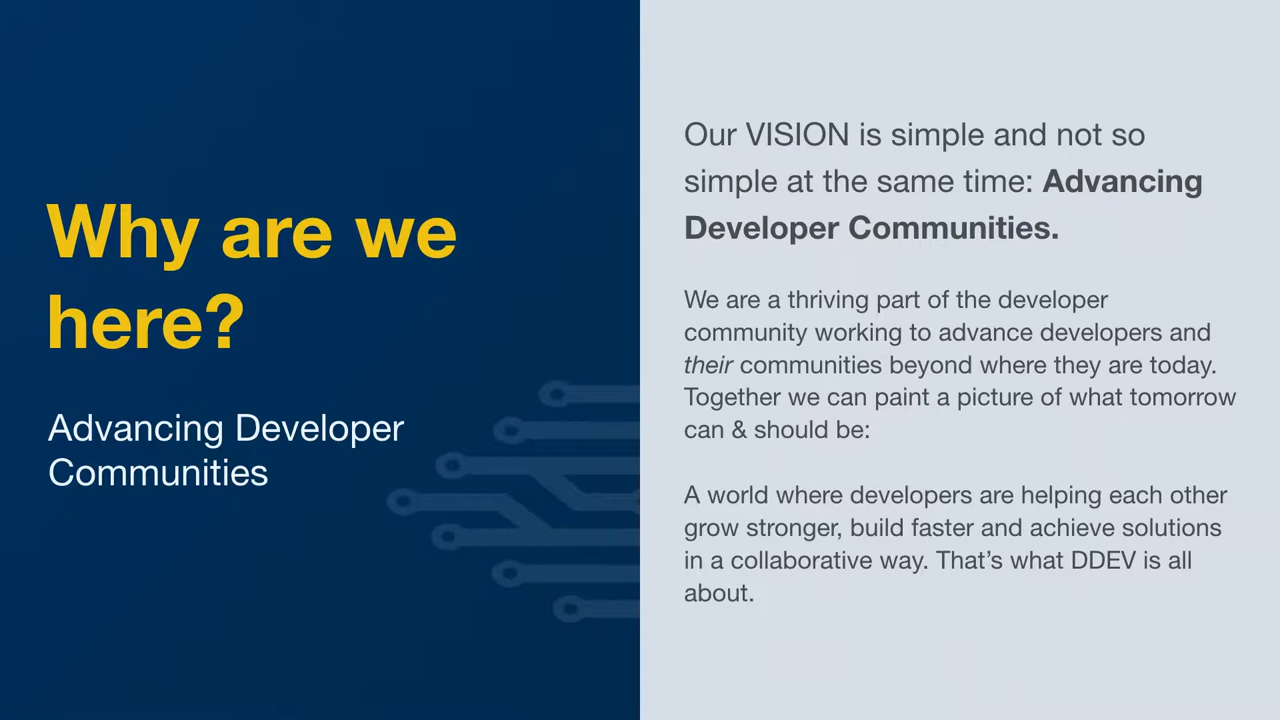 Why are we
here?
Advancing Developer
Communities
Our VISION is simple and not so
simple at the same time: Advancing
Developer Communities.
We are a thriving part of the developer
community working to advance developers and
their communities beyond where they are today.
Together we can paint a picture of what tomorrow
can & should be:
A world where developers are helping each other
grow stronger, build faster and achieve solutions
in a collaborative way. That’s what DDEV is all
about.